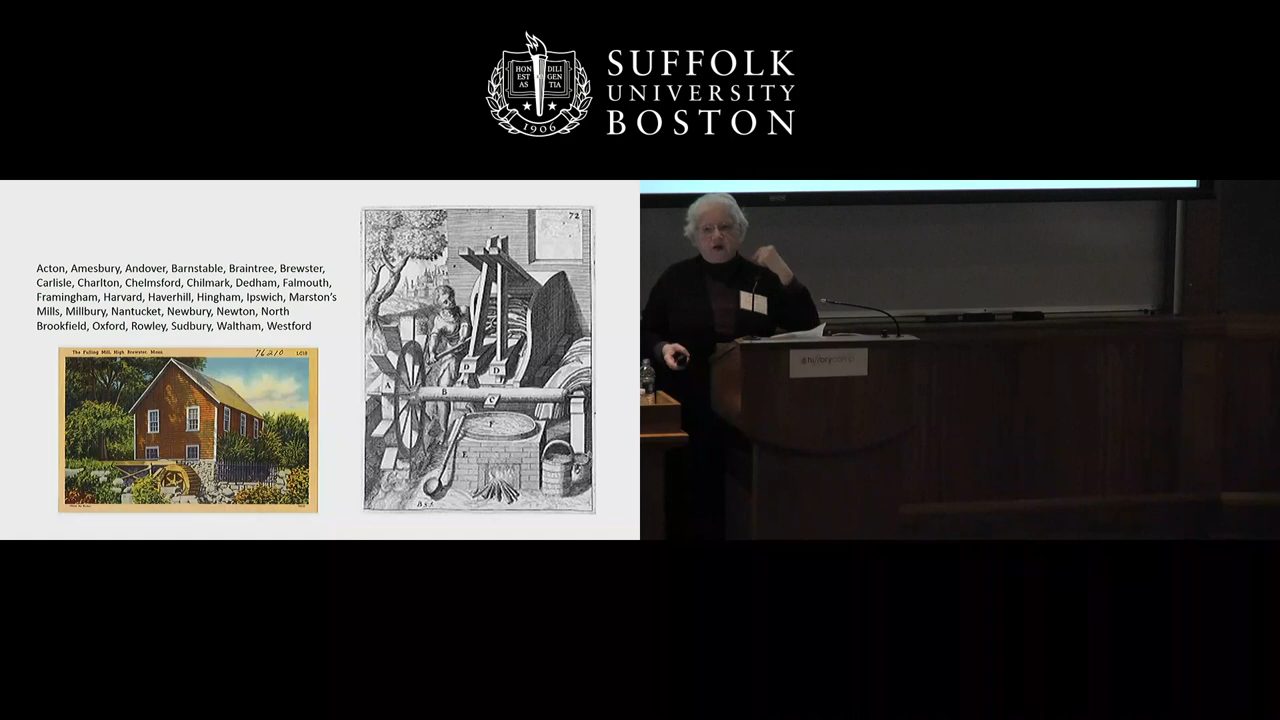 HON
EST
AS
DILI
GEN
TIA
1906
SUFFOLK
UNIVERSITY
BOSTON
Acton, Amesbury, Andover, Barnstable, Braintree, Brewster,
Carlisle, Charlton, Chelmsford, Chilmark, Dedham, Falmouth,
Framingham, Harvard, Haverhill, Hingham, Ipswich, Marston's
Mills, Millbury, Nantucket, Newbury, Newton, North
Brookfield, Oxford, Rowley, Sudbury, Waltham, Westford
The Fulling Mill, High Brewster, Mass.
76210
72
A
B
C
D
D
E